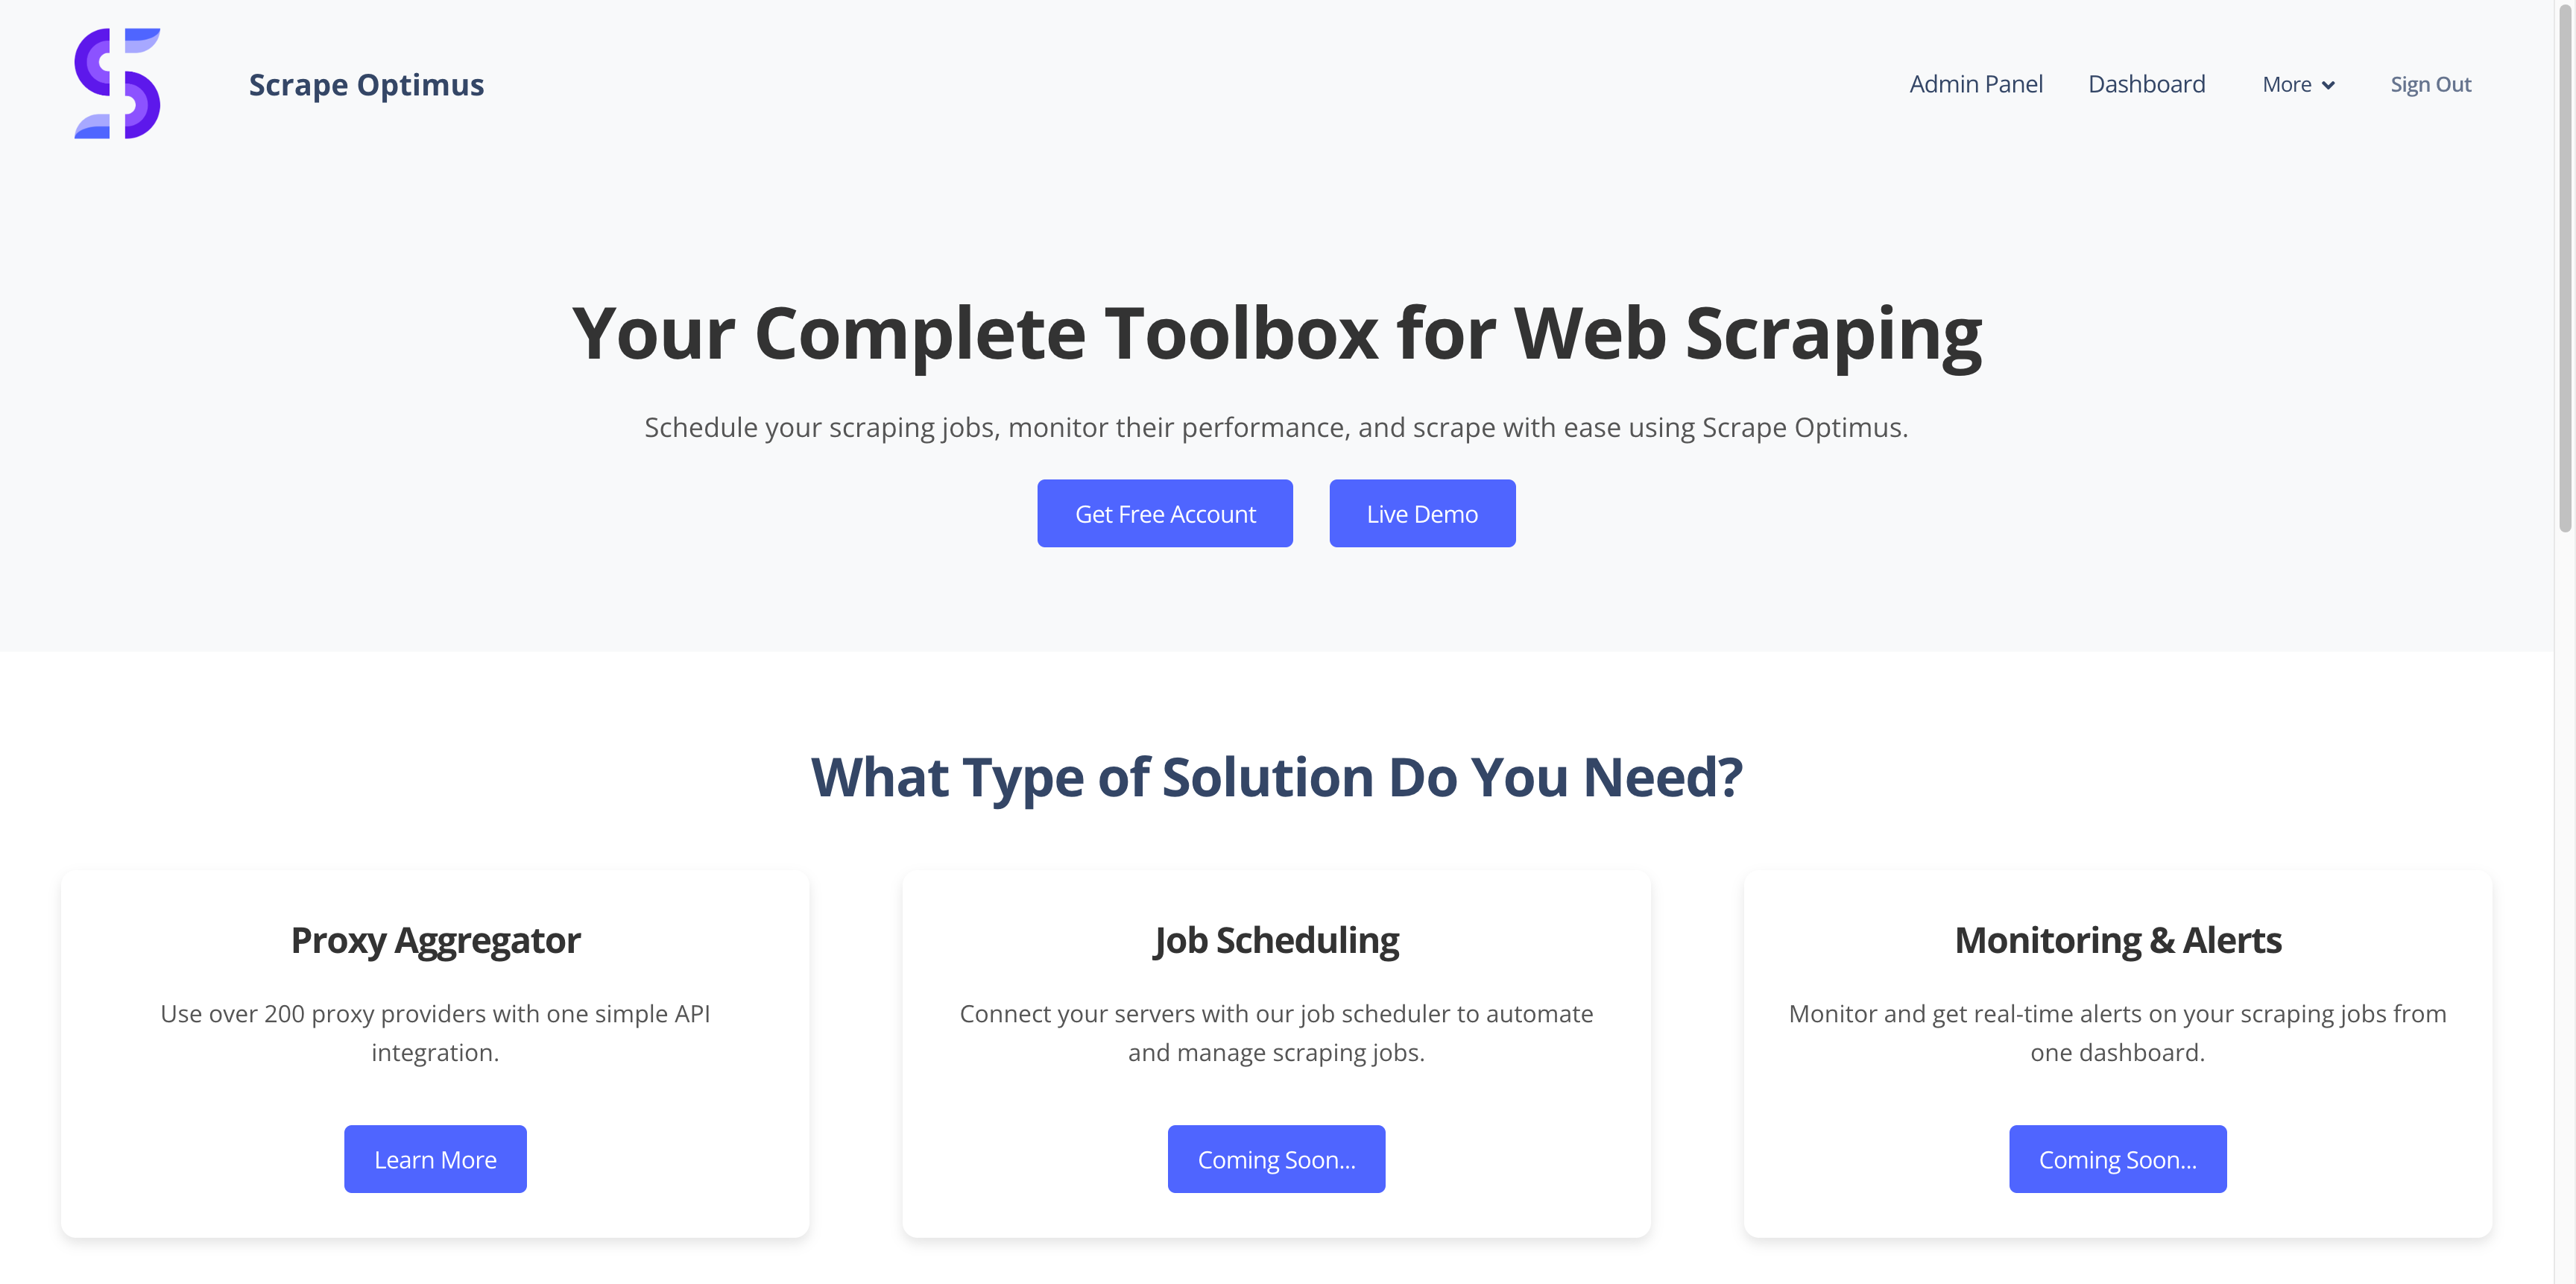 Scrape Optimus
Admin Panel
Dashboard
More
Sign Out
Your Complete Toolbox for Web Scraping
Schedule your scraping jobs, monitor their performance, and scrape with ease using Scrape Optimus.
Get Free Account
Live Demo
What Type of Solution Do You Need?
Proxy Aggregator
Use over 200 proxy providers with one simple API
integration.
Learn More
Job Scheduling
Connect your servers with our job scheduler to automate
and manage scraping jobs.
Coming Soon...
Monitoring & Alerts
Monitor and get real-time alerts on your scraping jobs from
one dashboard.
Coming Soon...